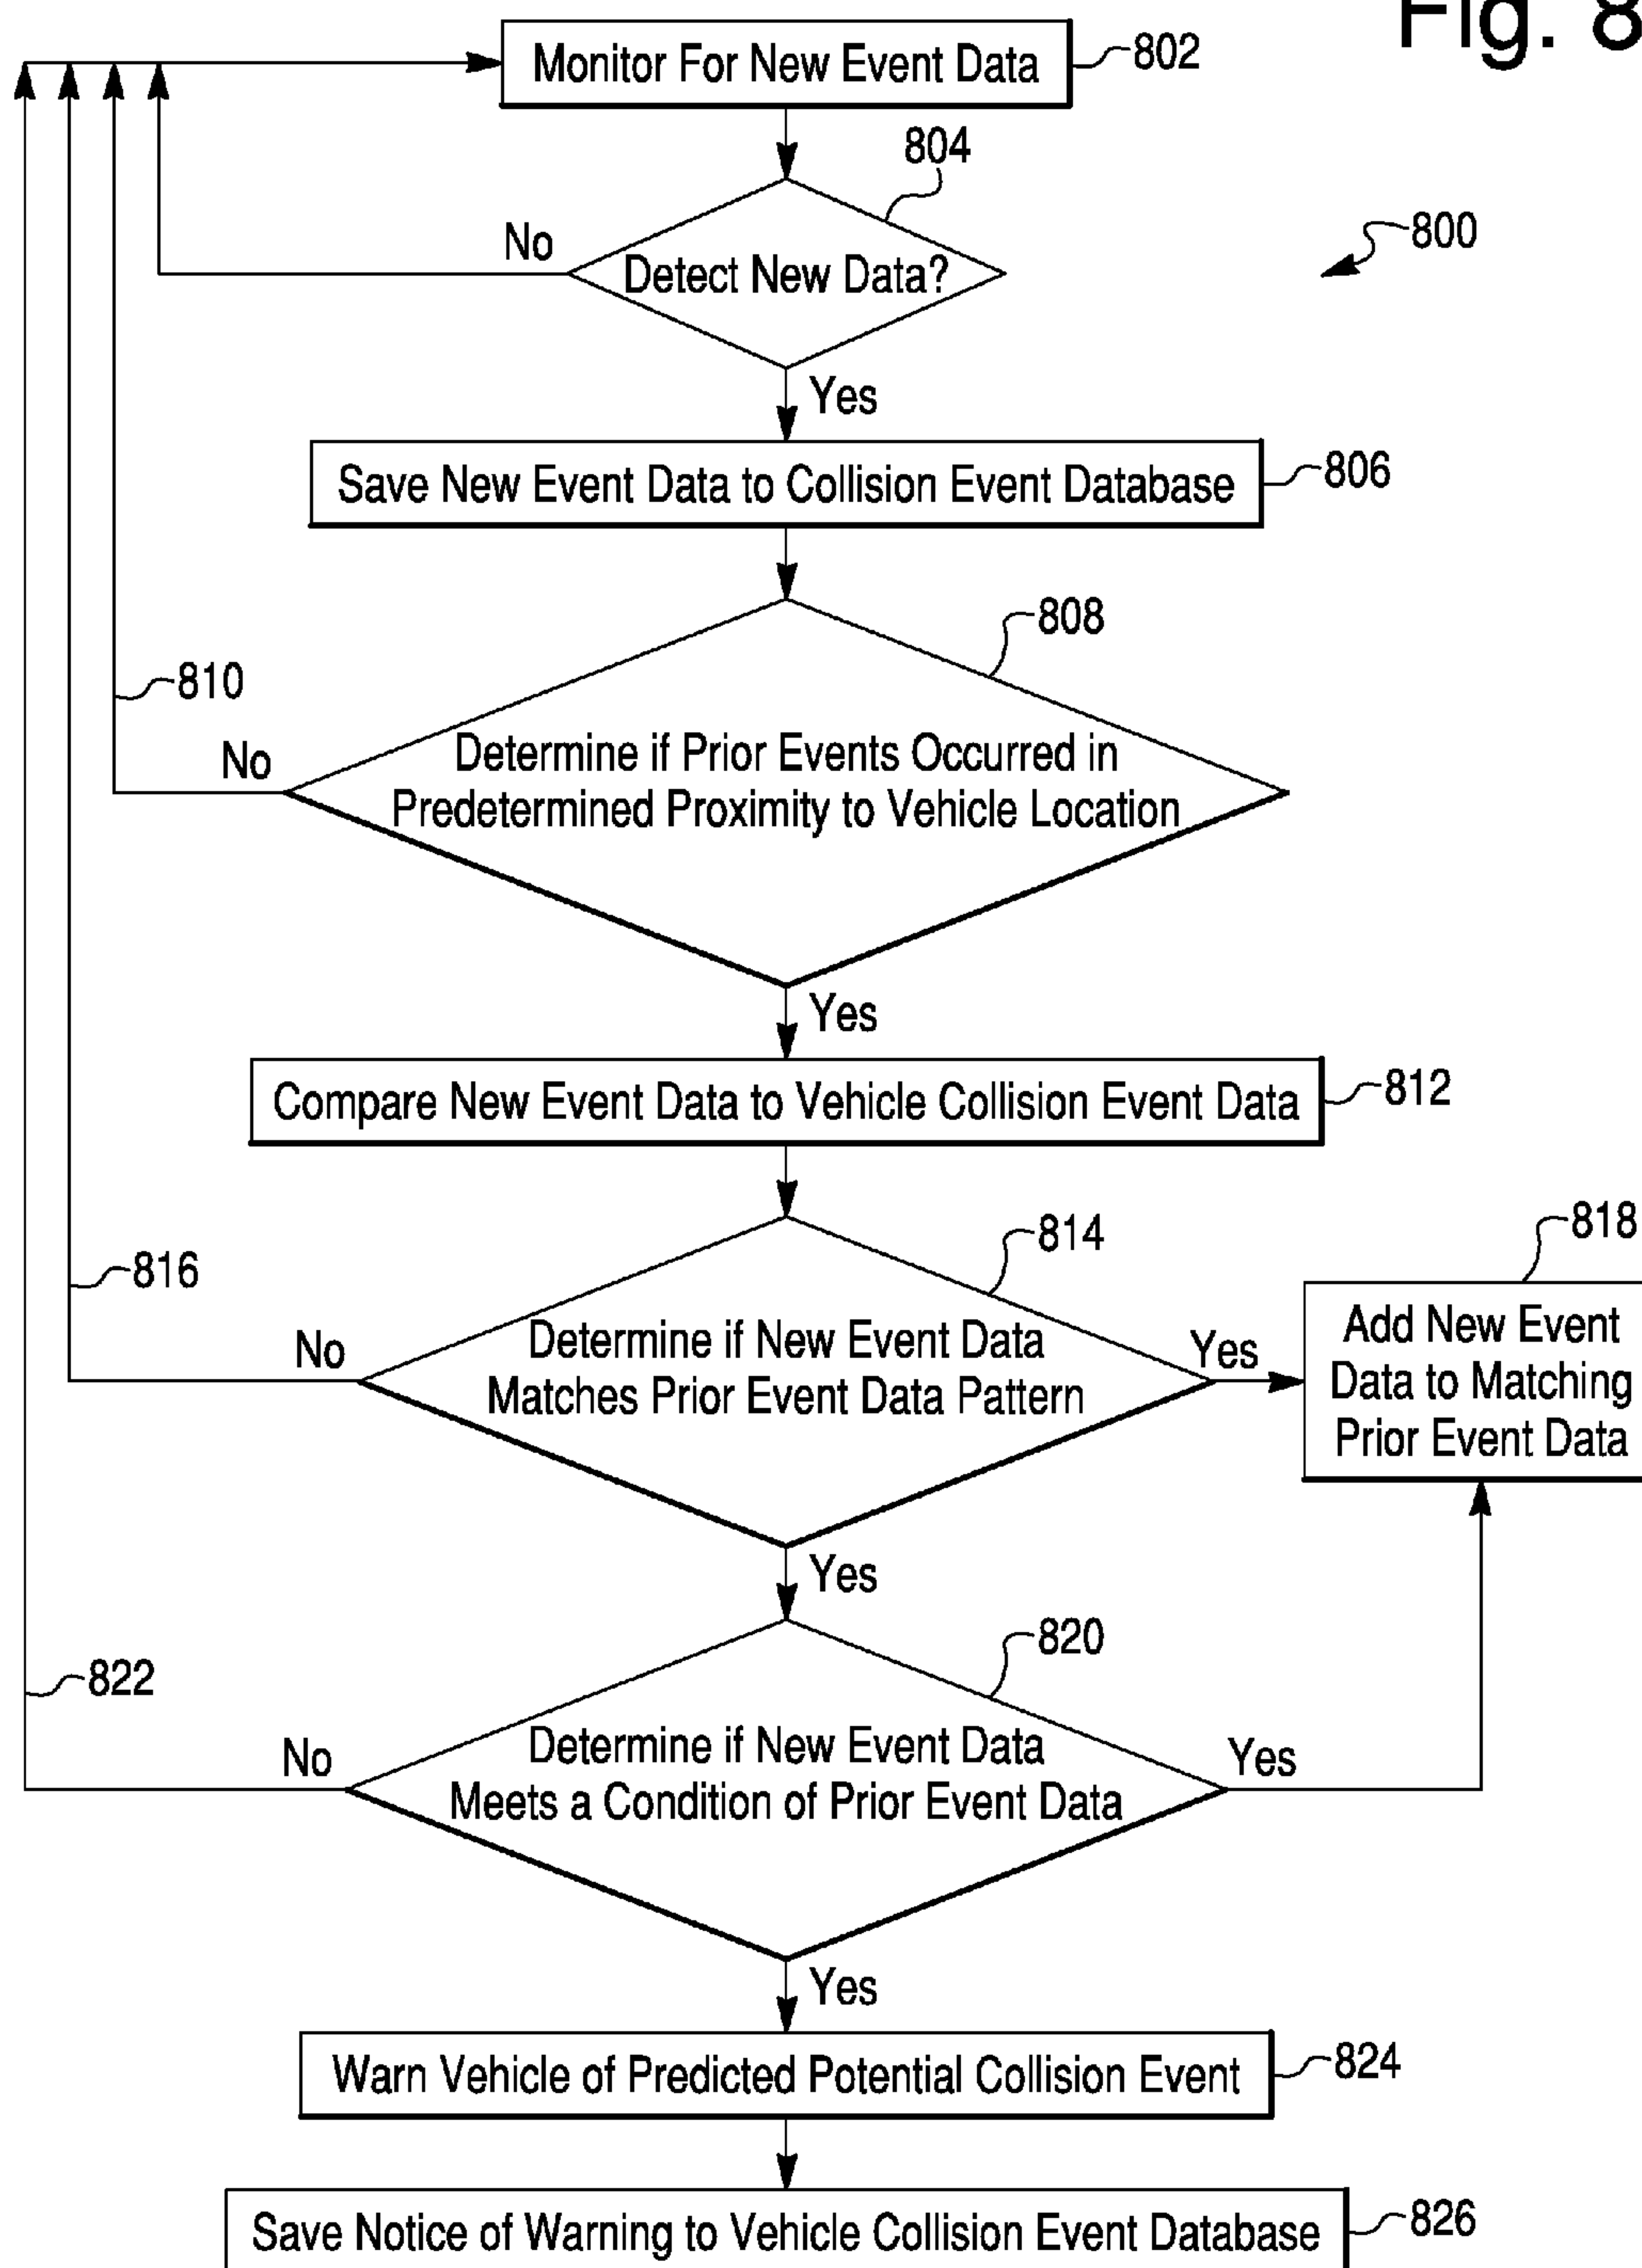 Fig. 8
Monitor For New Event Data
802
804
800
No
Detect New Data?
Yes
Save New Event Data to Collision Event Database
806
808
810
No
Determine if Prior Events Occurred in
Predetermined Proximity to Vehicle Location
Yes
Compare New Event Data to Vehicle Collision Event Data
812
814
816
818
No
Determine if New Event Data
Matches Prior Event Data Pattern
Yes
Add New Event
Data to Matching
Prior Event Data
Yes
820
822
No
Determine if New Event Data
Meets a Condition of Prior Event Data
Yes
Yes
Warn Vehicle of Predicted Potential Collision Event
824
Save Notice of Warning to Vehicle Collision Event Database
826